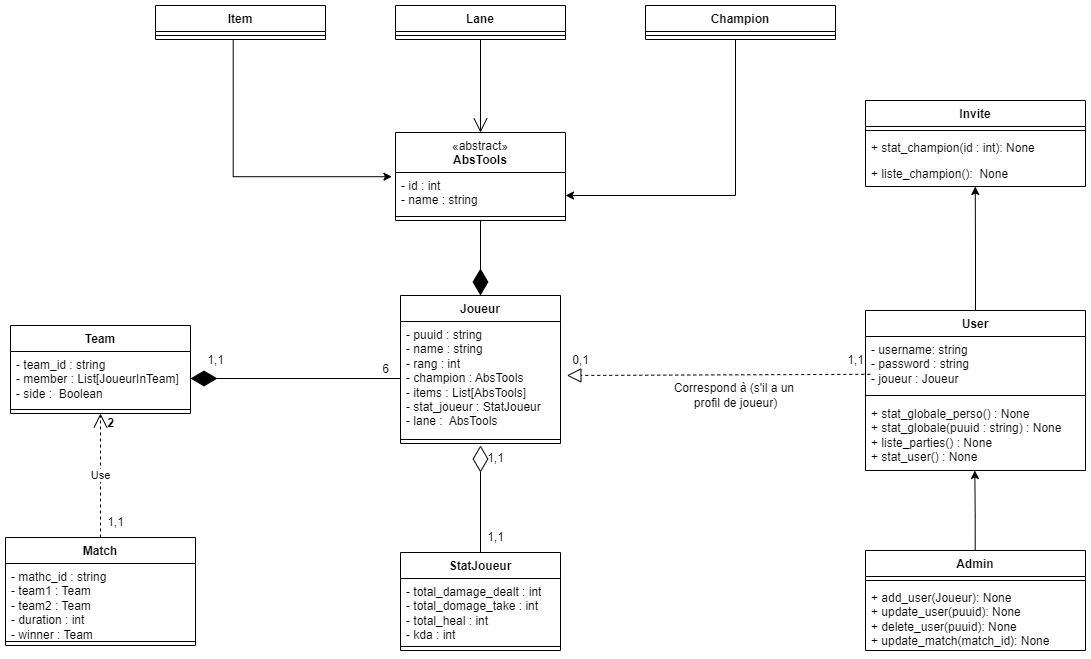 Item
Lane
Champion
«abstract»
AbsTools
- id : int
- name : string
Invite
+ stat_champion(id : int): None
+ liste_champion():  None
Joueur
- puuid : string
- name : string
- rang : int
- champion : AbsTools
- items : List[AbsTools]
- stat_joueur : StatJoueur
- lane :  AbsTools
Team
- team_id : string
- member : List[JoueurInTeam]
- side :  Boolean
1,1
6
0,1
1,1
Correspond à (s'il a un
profil de joueur)
User
- username: string
- password : string
- joueur : Joueur
+ stat_globale_perso() : None
+ stat_globale(puuid : string) : None
+ liste_parties() : None
+ stat_user() : None
2
Use
1,1
1,1
1,1
Match
- mathc_id : string
- team1 : Team
- team2 : Team
- duration : int
- winner : Team
StatJoueur
- total_damage_dealt : int
- total_domage_take : int
- total_heal : int
- kda : int
Admin
+ add_user(Joueur): None
+ update_user(puuid): None
+ delete_user(puuid): None
+ update_match(match_id): None